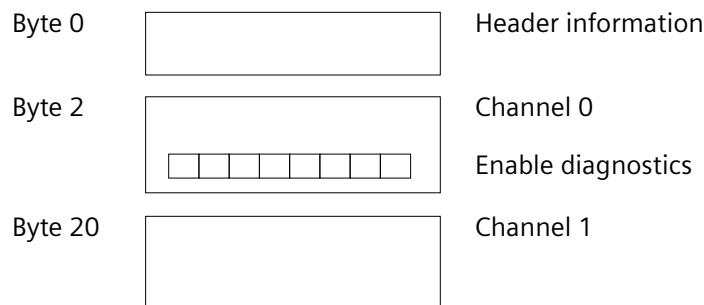 Byte 0 Header information
Byte 2 Channel 0
Enable diagnostics
Byte 20 Channel 1